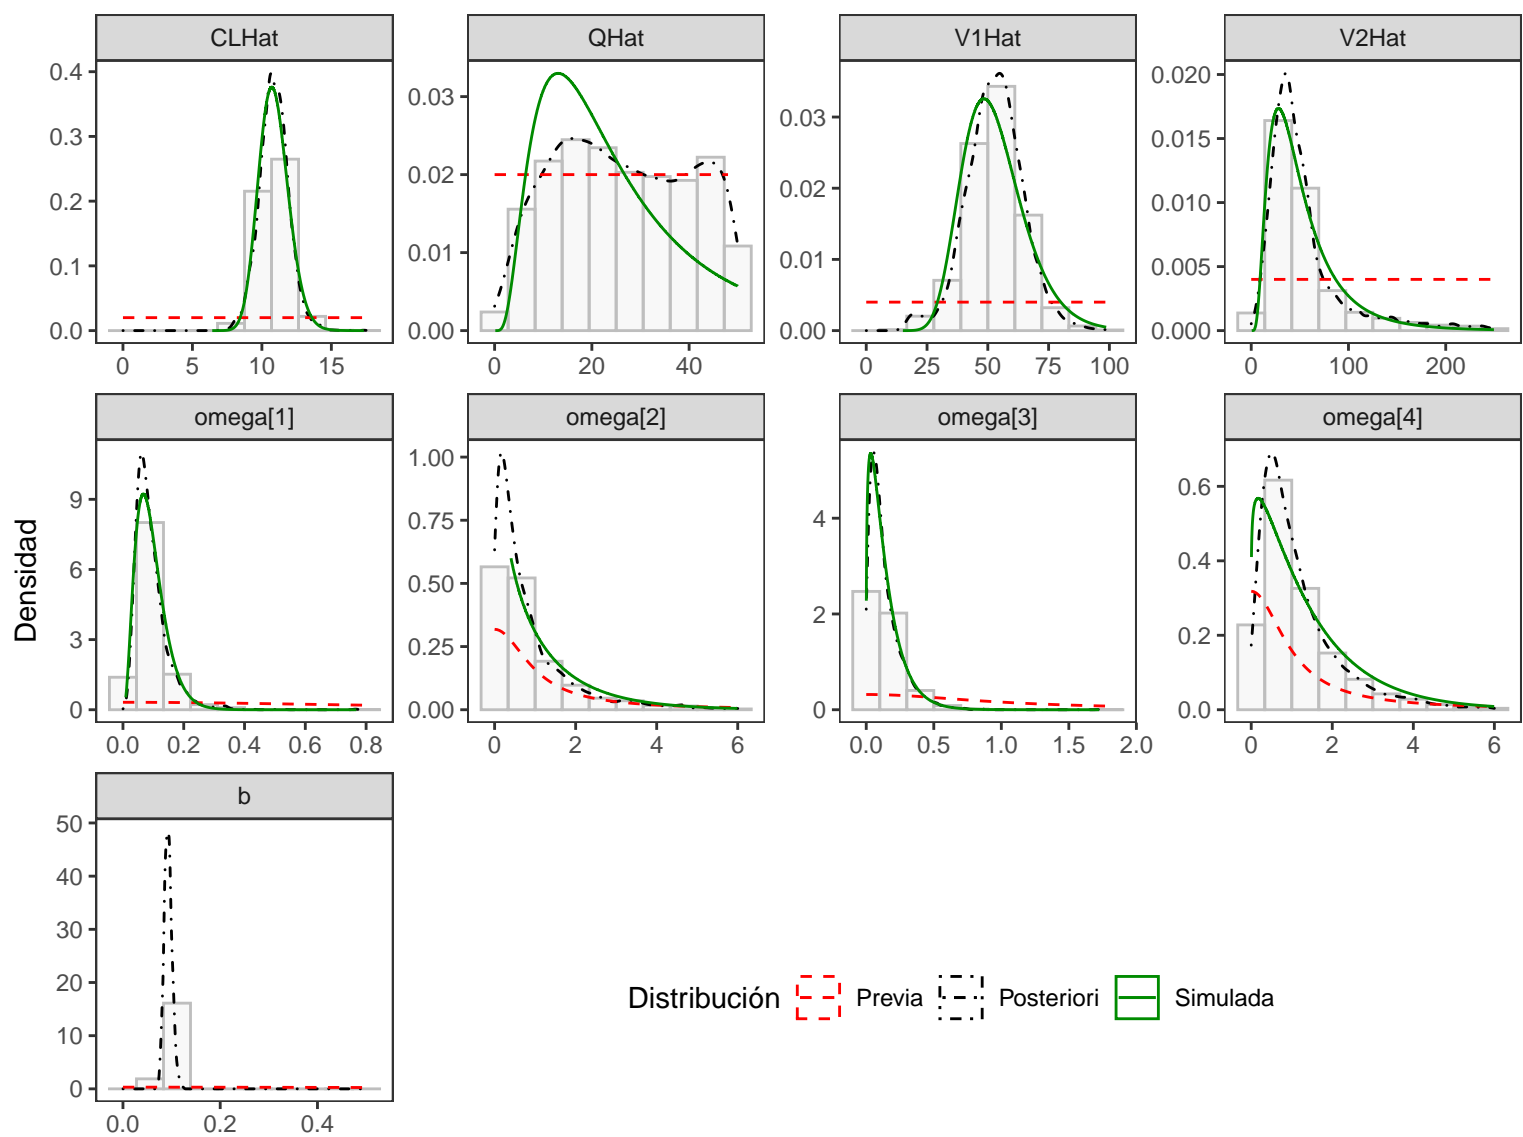 CLHat QHat V1Hat V2Hat
0.4 0.3 0.2 0.1 0.0
0.03 0.02 0.01 0.00
0.03 0.02 0.01 0.00
0.020 0.015 0.010 0.005 0.000
0 5 10 15
0 20 40
0 25 50 75 100
0 100 200
omega[1] omega[2] omega[3] omega[4]
9 6 3 0
1.00 0.75 0.50 0.25 0.00
4 2 0
0.6 0.4 0.2 0.0
0.0 0.2 0.4 0.6 0.8
0 2 4 6
0.0 0.5 1.0 1.5 2.0
0 2 4 6
Densidad
b
50 40 30 20 10 0
0.0 0.2 0.4
Distribución Previa Posteriori Simulada